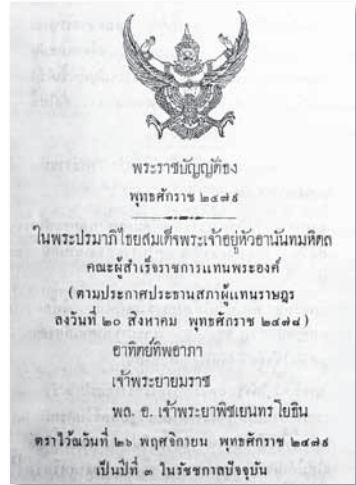 พระราชบัญญัติธง
พุทธศักราช ๒๔๗๙
ในพระปรมาภิไธยสมเด็จพระเจ้าอยู่หัวอานันทมหิดล
คณะผู้สำเร็จราชการแทนพระองค์
(ตามประกาศประธานสภาผู้แทนราษฎร
ลงวันที่ ๒๐ สิงหาคม พุทธศักราช ๒๔๗๘)
อาทิตย์ทิพอาภา
เจ้าพระยายมราช
พล. อ. เจ้าพระยาพิชเยนทรโยธิน
ตราไว้ณวันที่ ๒๖ พฤศจิกายน พุทธศักราช ๒๔๗๙
เป็นปีที่ ๓ ในรัชชกาลปัจจุบัน